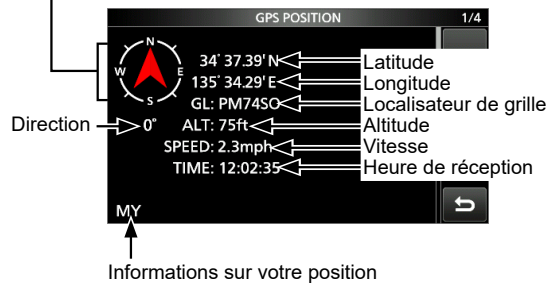 GPS POSITION 1/4
N
W E
S
34°37.39'N Latitude
135°34.29'E Longitude
GL: PM74SO Localisateur de grille
Direction 0° ALT: 75ft Altitude
SPEED: 2.3mph Vitesse
TIME: 12:02:35 Heure de réception
MY
Informations sur votre position